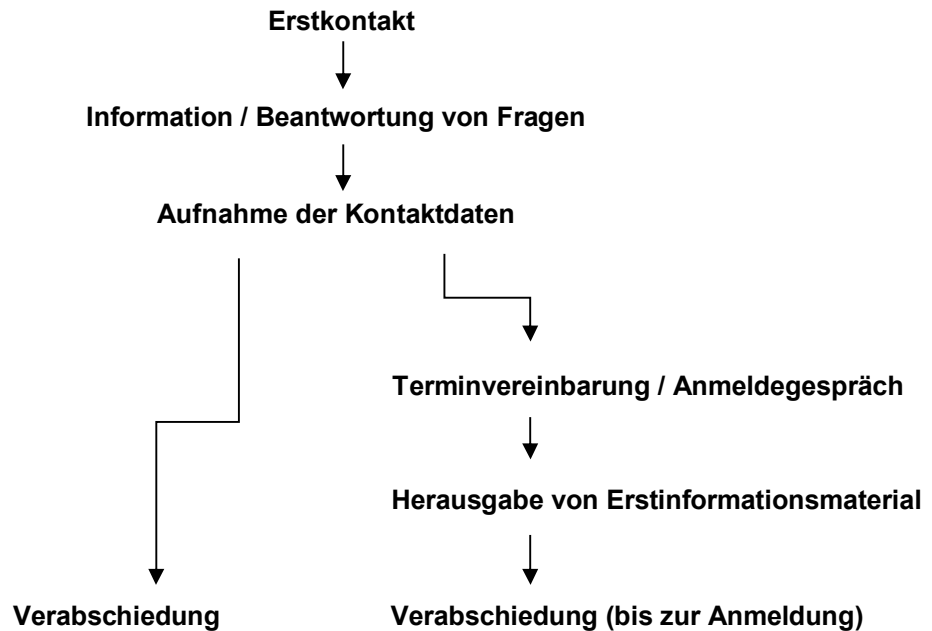 Erstkontakt
Information / Beantwortung von Fragen
Aufnahme der Kontaktdaten
Terminvereinbarung / Anmeldegespräch
Herausgabe von Erstinformationsmaterial
Verabschiedung
Verabschiedung (bis zur Anmeldung)